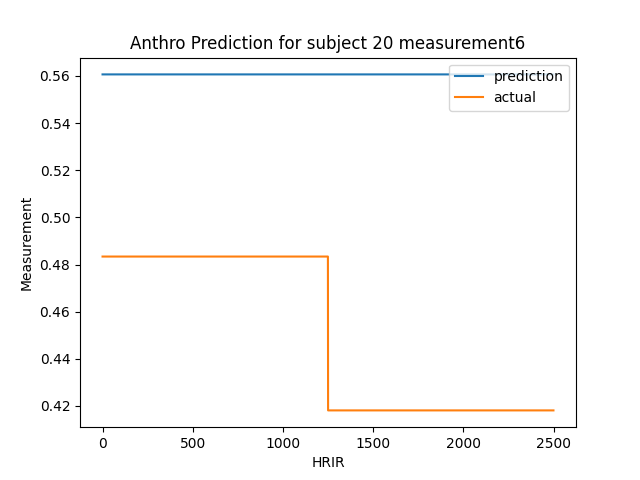 Anthro Prediction for subject 20 measurement6
prediction
actual
0.56
0.54
0.52
0.50
0.48
0.46
0.44
0.42
Measurement
0 500 1000 1500 2000 2500
HRIR